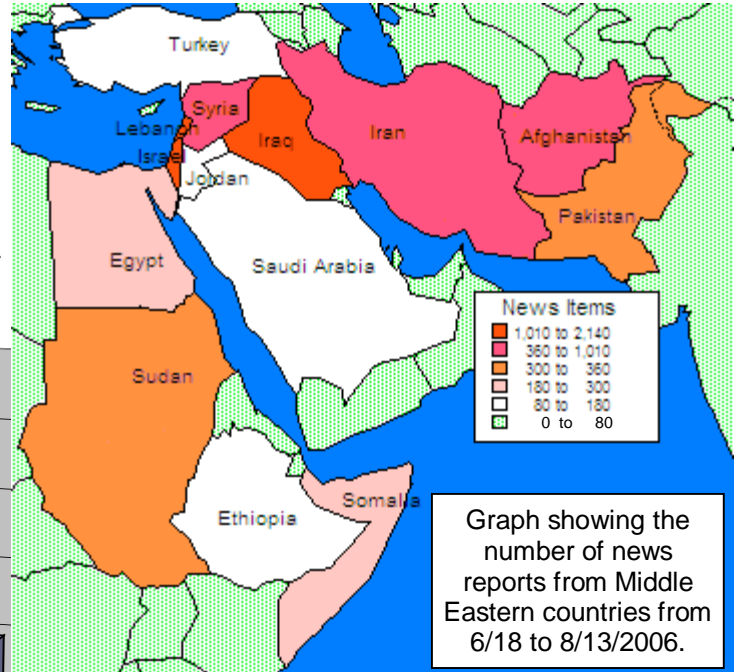 Turkey
Syria
Lebanon
Iraq
Iran
Afghanistan
Israel
Jordan
Pakistan
Egypt
Saudi Arabia
News Items
1,010 to 2,140
360 to 1,010
300 to 360
180 to 300
80 to 180
0 to 80
Sudan
Somalia
Ethiopia
Graph showing the
number of news
reports from Middle
Eastern countries from
6/18 to 8/13/2006.